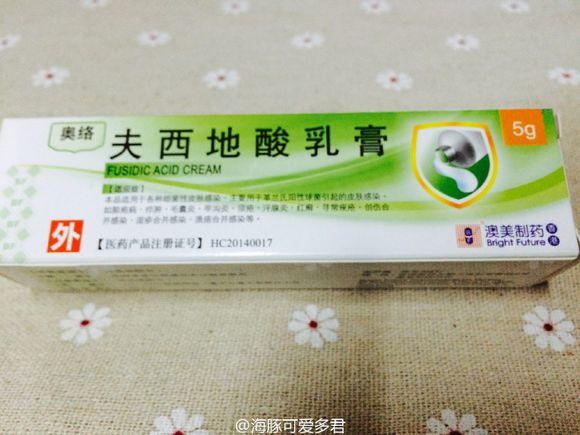 奥络
夫西地酸乳膏
5g
FUSIDIC ACID CREAM
【适应症】
本品适用于各种细菌性皮肤感染,主要用于革兰氏阳性球菌引起的皮肤感染。
如脓疱病、疖肿、毛囊炎、甲沟炎、须疮、汗腺炎、红癣、寻常痤疮、创伤合
并感染、湿疹合并感染、溃疡合并感染等。
外
【医药产品注册证号】 HC20140017
澳美制药 香港
Bright Future
@海豚可爱多君